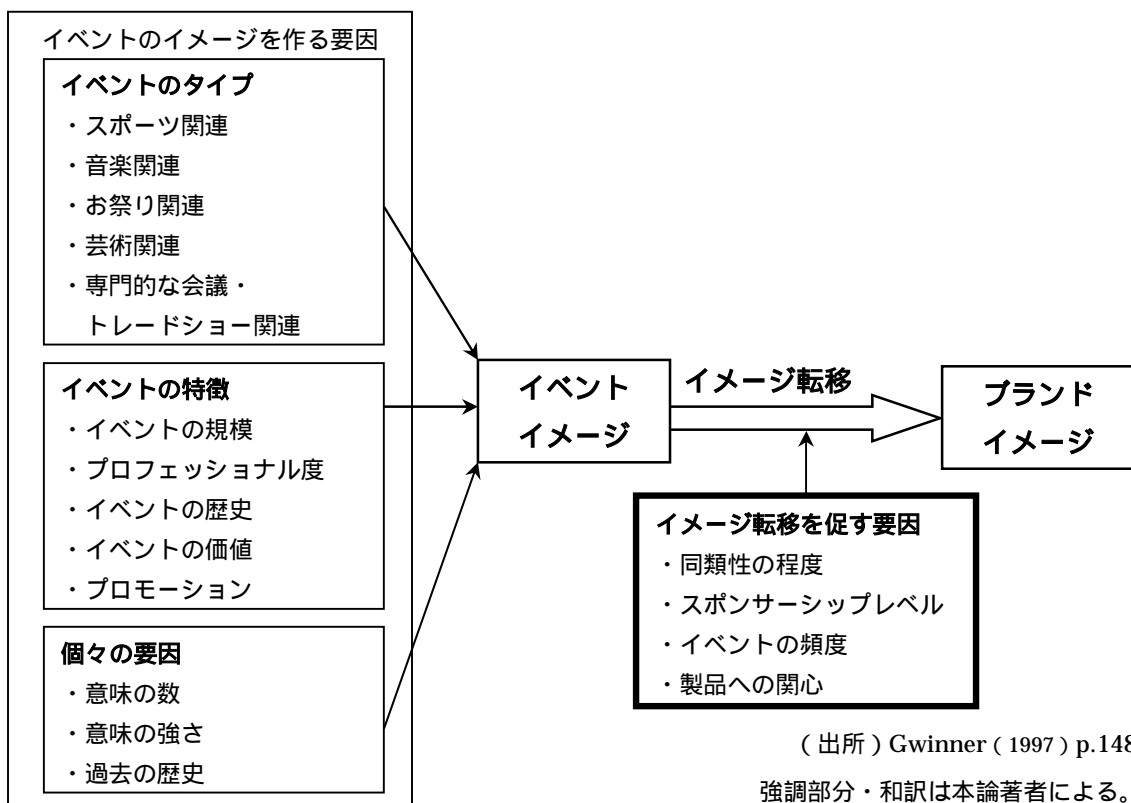 イベントのイメージを作る要因
イベントのタイプ
・スポーツ関連
・音楽関連
・お祭り関連
・芸術関連
・専門的な会議・
トレードショー関連
イベントの特徴
・イベントの規模
・プロフェッショナル度
・イベントの歴史
・イベントの価値
・プロモーション
個々の要因
・意味の数
・意味の強さ
・過去の歴史
イベント
イメージ
イメージ転移
ブランド
イメージ
イメージ転移を促す要因
・同類性の程度
・スポンサーシップレベル
・イベントの頻度
・製品への関心
（出所）Gwinner（1997）p.148
強調部分・和訳は本論著者による。